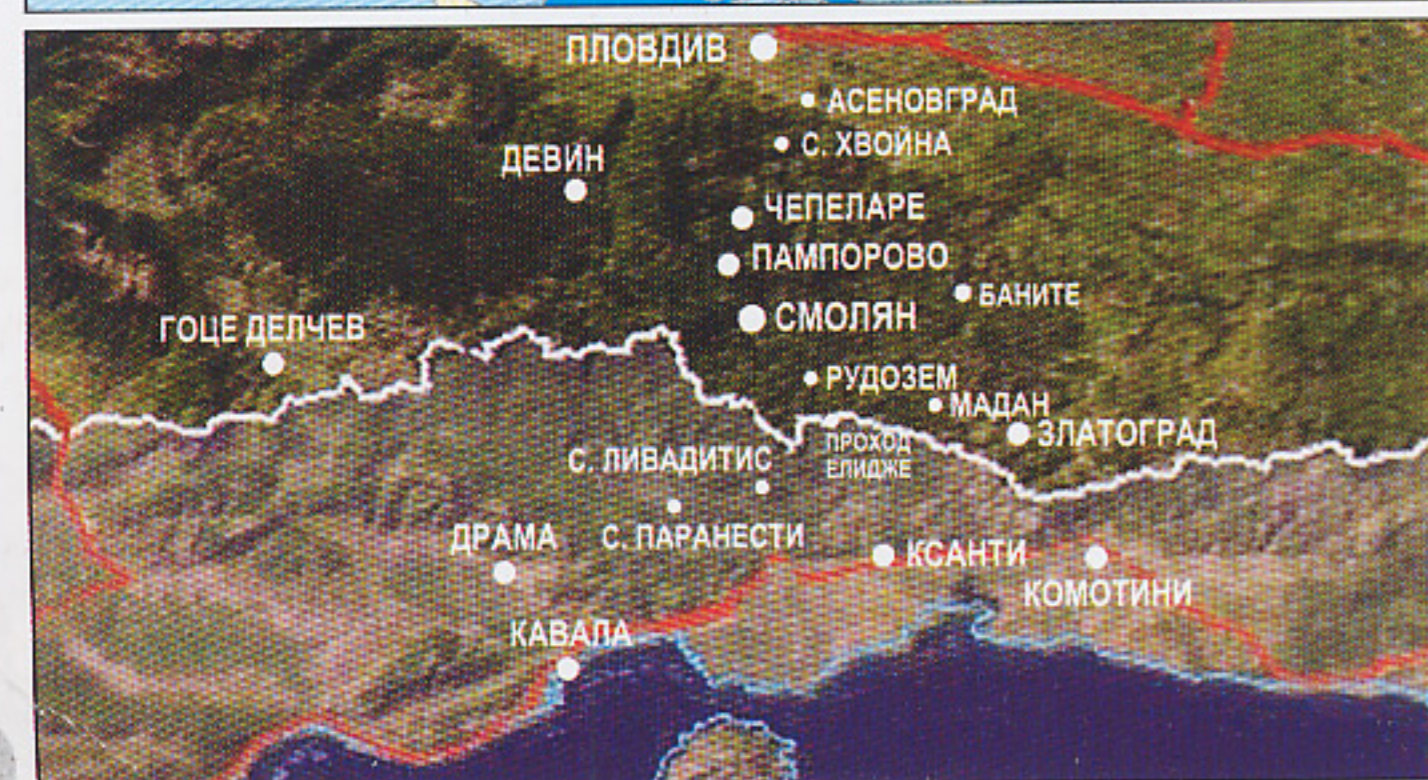 ПЛОВДИВ
АСЕНОВГРАД
С. ХВОЙНА
ДЕВИН
ЧЕПЕЛАРЕ
ПАМПОРОВО
БАНИТЕ
СМОЛЯН
ГОЦЕ ДЕЛЧЕВ
РУДОЗЕМ
МАДАН
ЗЛАТОГРАД
ПРОХОД
ЕЛИДЖЕ
С. ЛИВАДИТИС
С. ПАРАНЕСТИ
ДРАМА
КСАНТИ
КОМОТИНИ
КАВАЛА